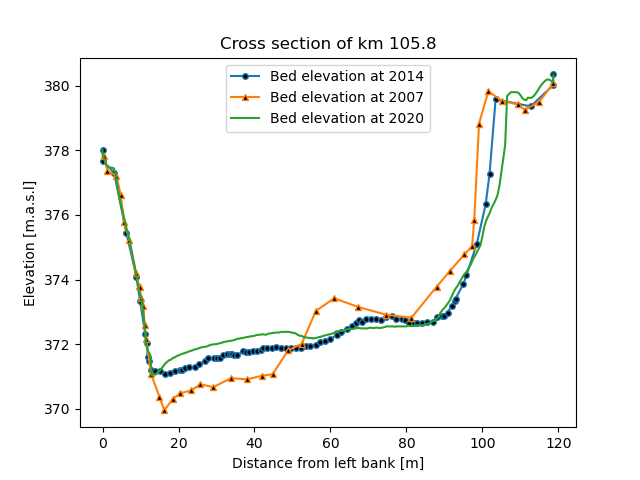 Cross section of km 105.8
Bed elevation at 2014
Bed elevation at 2007
Bed elevation at 2020
Elevation [m.a.s.l]
380
378
376
374
372
370
0 20 40 60 80 100 120
Distance from left bank [m]